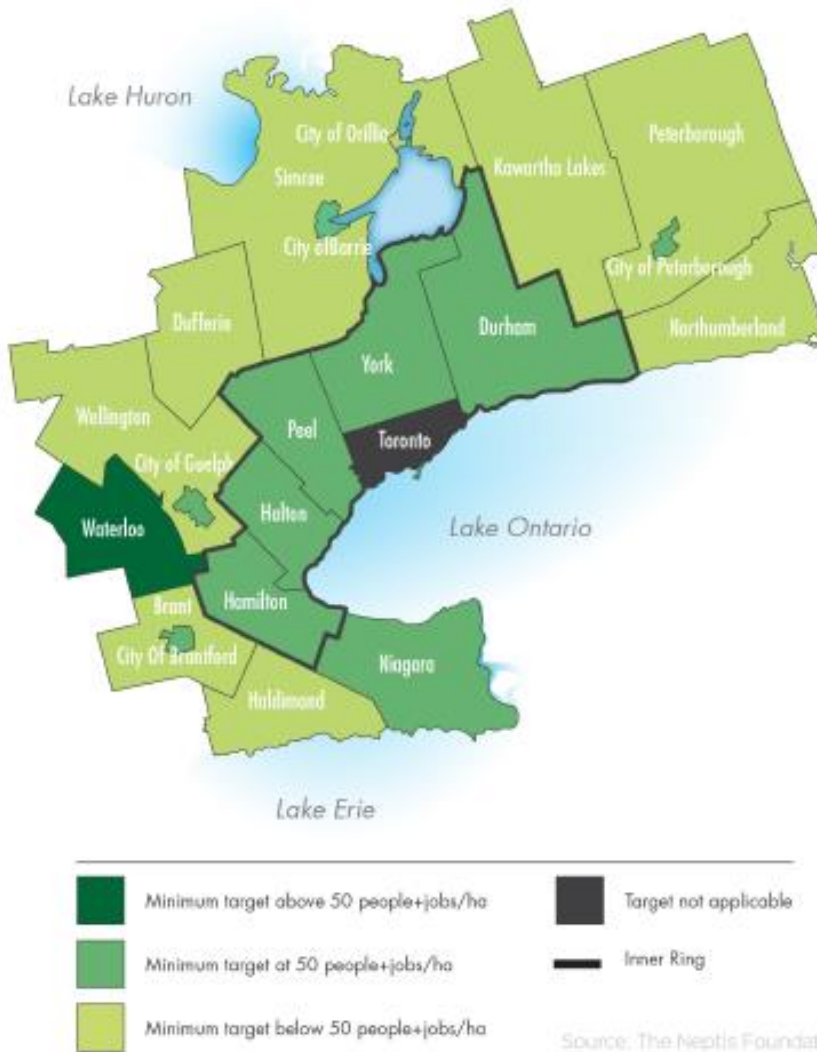 Lake Huron
City of Orillia
Simcoe
City of Barrie
Kawartha Lakes
Peterborough
City of Peterborough
Northumberland
Dufferin
York
Durham
Wellington
Peel
Toronto
City of Guelph
Waterloo
Halton
Lake Ontario
Brant
Hamilton
City Of Brantford
Niagara
Haldimand
Lake Erie
Minimum target above 50 people+jobs/ha
Target not applicable
Minimum target at 50 people+jobs/ha
Inner Ring
Minimum target below 50 people+jobs/ha
Source: The Neptis Foundat